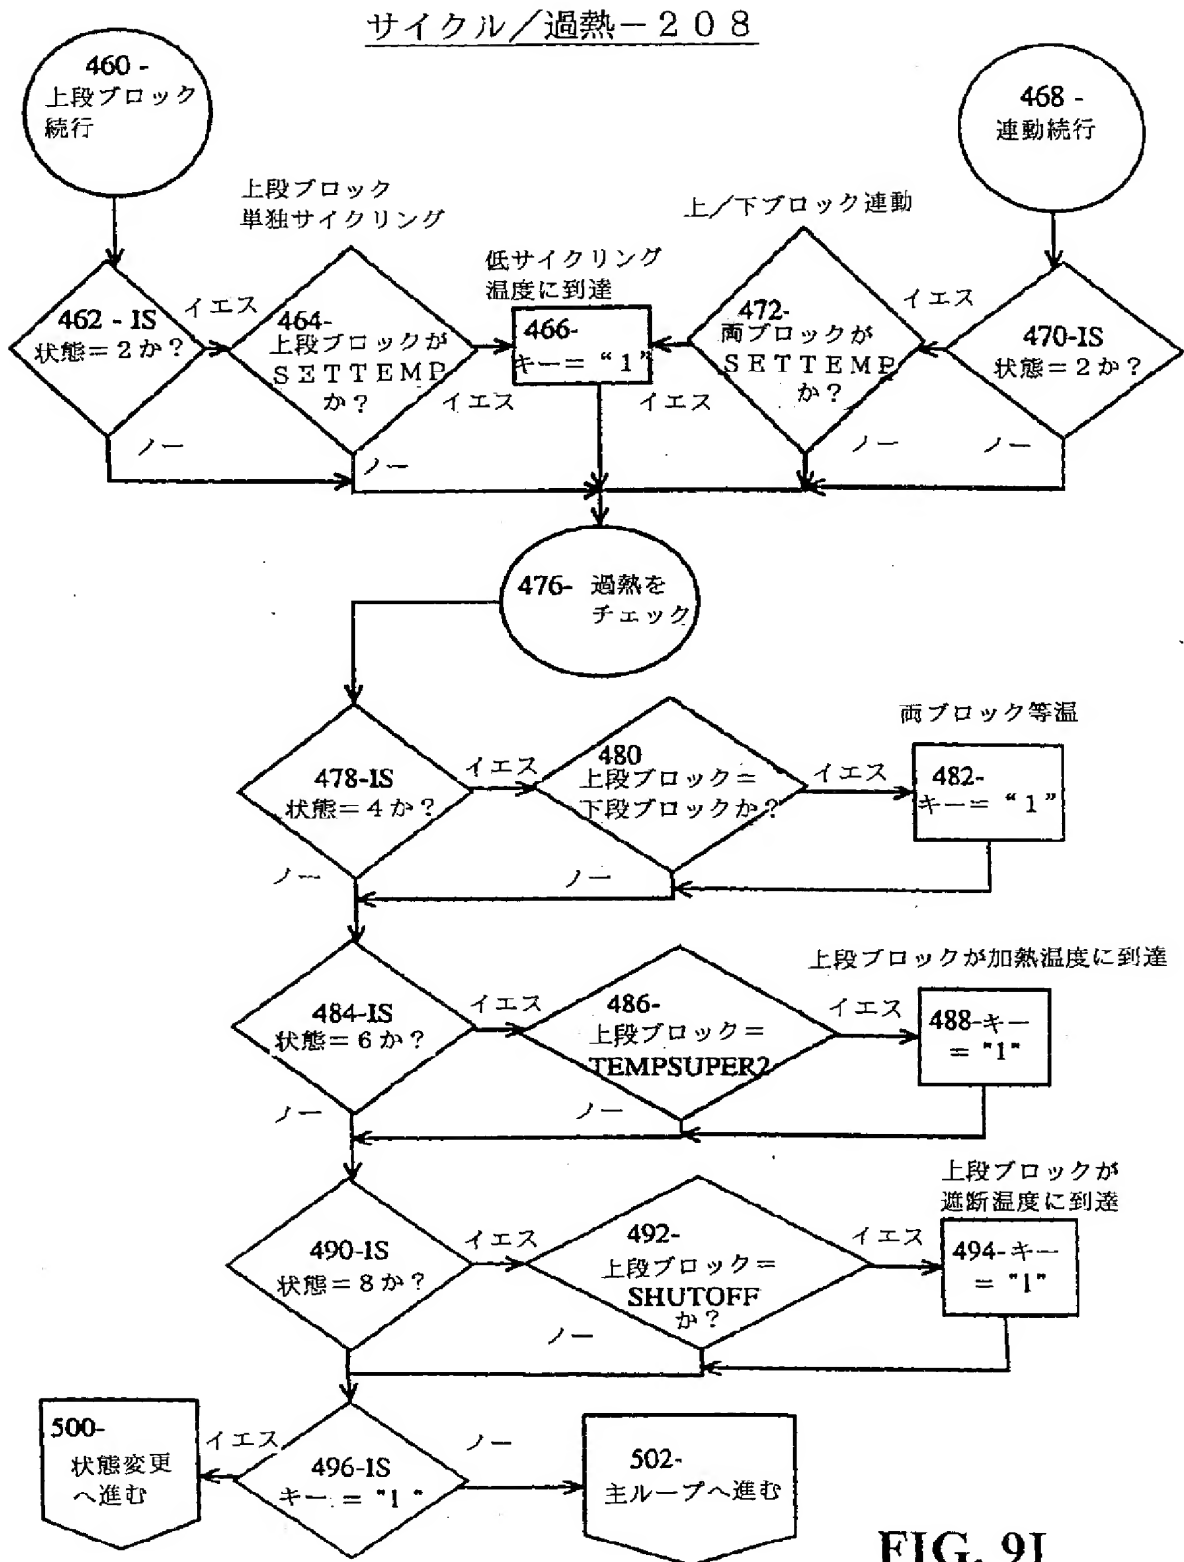 サイクル／過熱－２０８
460 -
上段ブロック
続行
468 -
連動続行
上段ブロック
単独サイクリング
上／下ブロック連動
低サイクリング
温度に到達
462 - IS
状態＝２か？
イエス
464-
上段ブロックが
ＳＥＴＴＥＭＰ
か？
イエス
466-
キー＝“１”
イエス
472-
両ブロックが
ＳＥＴＴＥＭＰ
か？
イエス
470-IS
状態＝２か？
ノー
ノー
ノー
ノー
476- 過熱を
チェック
両ブロック等温
478-IS
状態＝４か？
イエス
480
上段ブロック＝
下段ブロックか？
イエス
482-
キー＝“１”
ノー
ノー
上段ブロックが加熱温度に到達
484-IS
状態＝６か？
イエス
486-
上段ブロック＝
TEMPSUPER2
イエス
488-キー
＝ "1"
ノー
ノー
上段ブロックが
遮断温度に到達
490-IS
状態＝８か？
イエス
492-
上段ブロック＝
SHUTOFF
か？
イエス
494-キー
＝ "1"
ノー
500-
状態変更
へ進む
イエス
496-IS
キー ＝ "1 "
ノー
502-
主ループへ進む
FIG. 9I